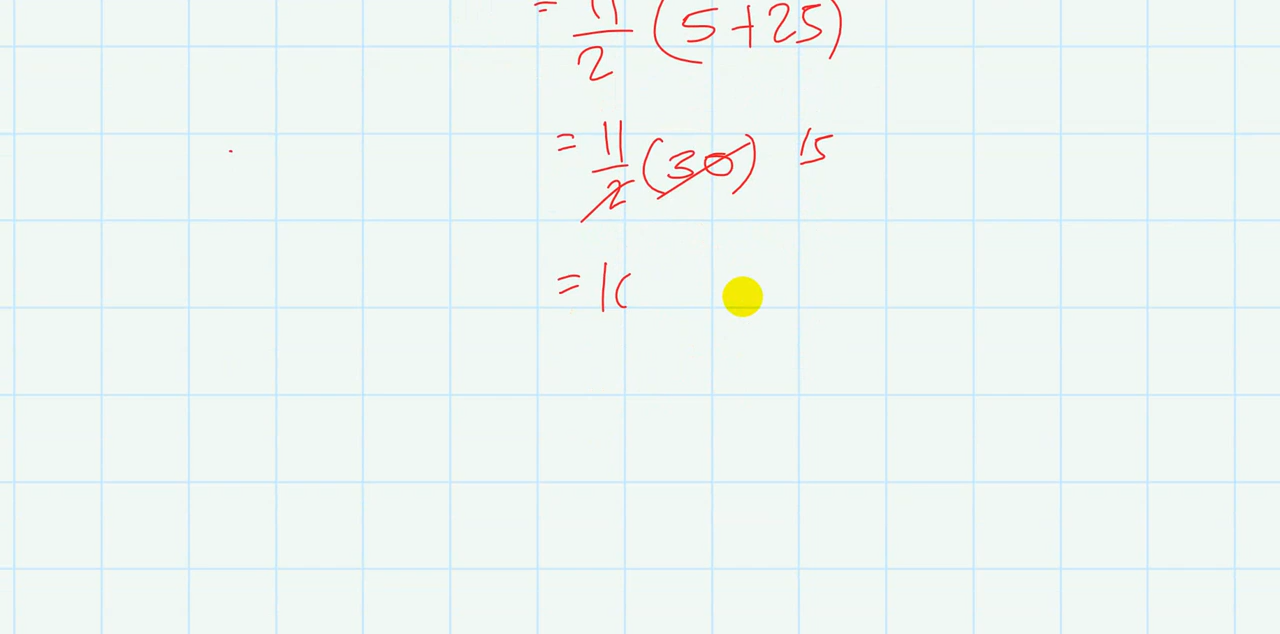 = 11/2 (5+25)
= 11/2 (30) 15
= 1(